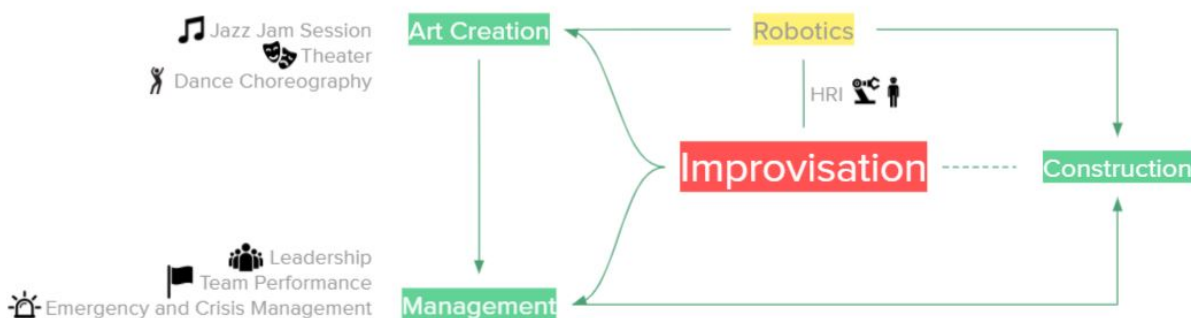 Jazz Jam Session
Theater
Dance Choreography
Art Creation
Robotics
HRI
Improvisation
Construction
Leadership
Team Performance
Emergency and Crisis Management
Management